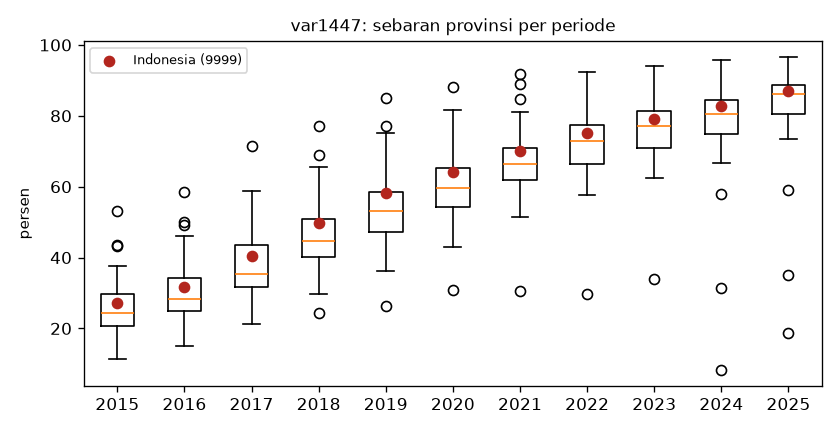 var1447: sebaran provinsi per periode
Indonesia (9999)
persen
100
80
60
40
20
2015 2016 2017 2018 2019 2020 2021 2022 2023 2024 2025